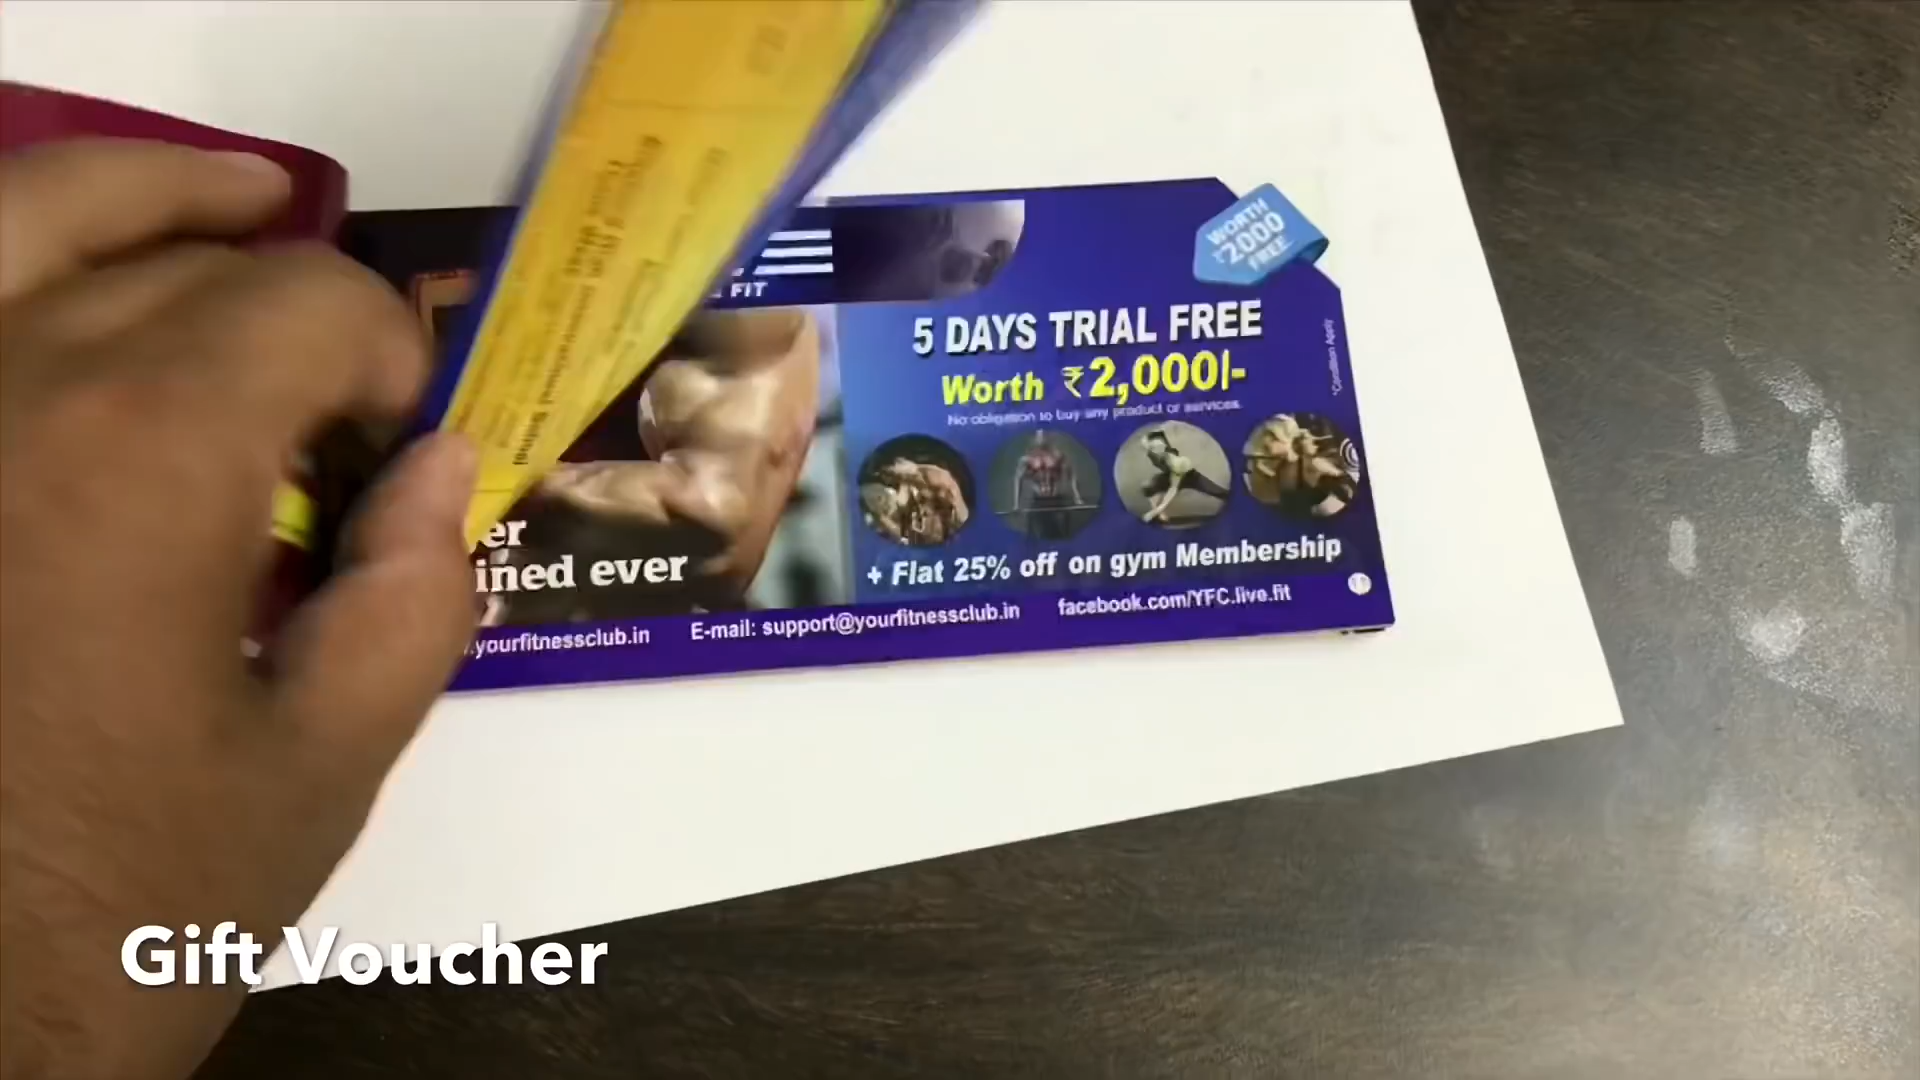 WORTH
₹2000
FREE
FIT
5 DAYS TRIAL FREE
Worth ₹2,000/-
No obligation to buy any product or services.
*Condition Apply
er
ined ever
+ Flat 25% off on gym Membership
.yourfitnessclub.in E-mail: support@yourfitnessclub.in facebook.com/YFC.live.fit
Gift Voucher